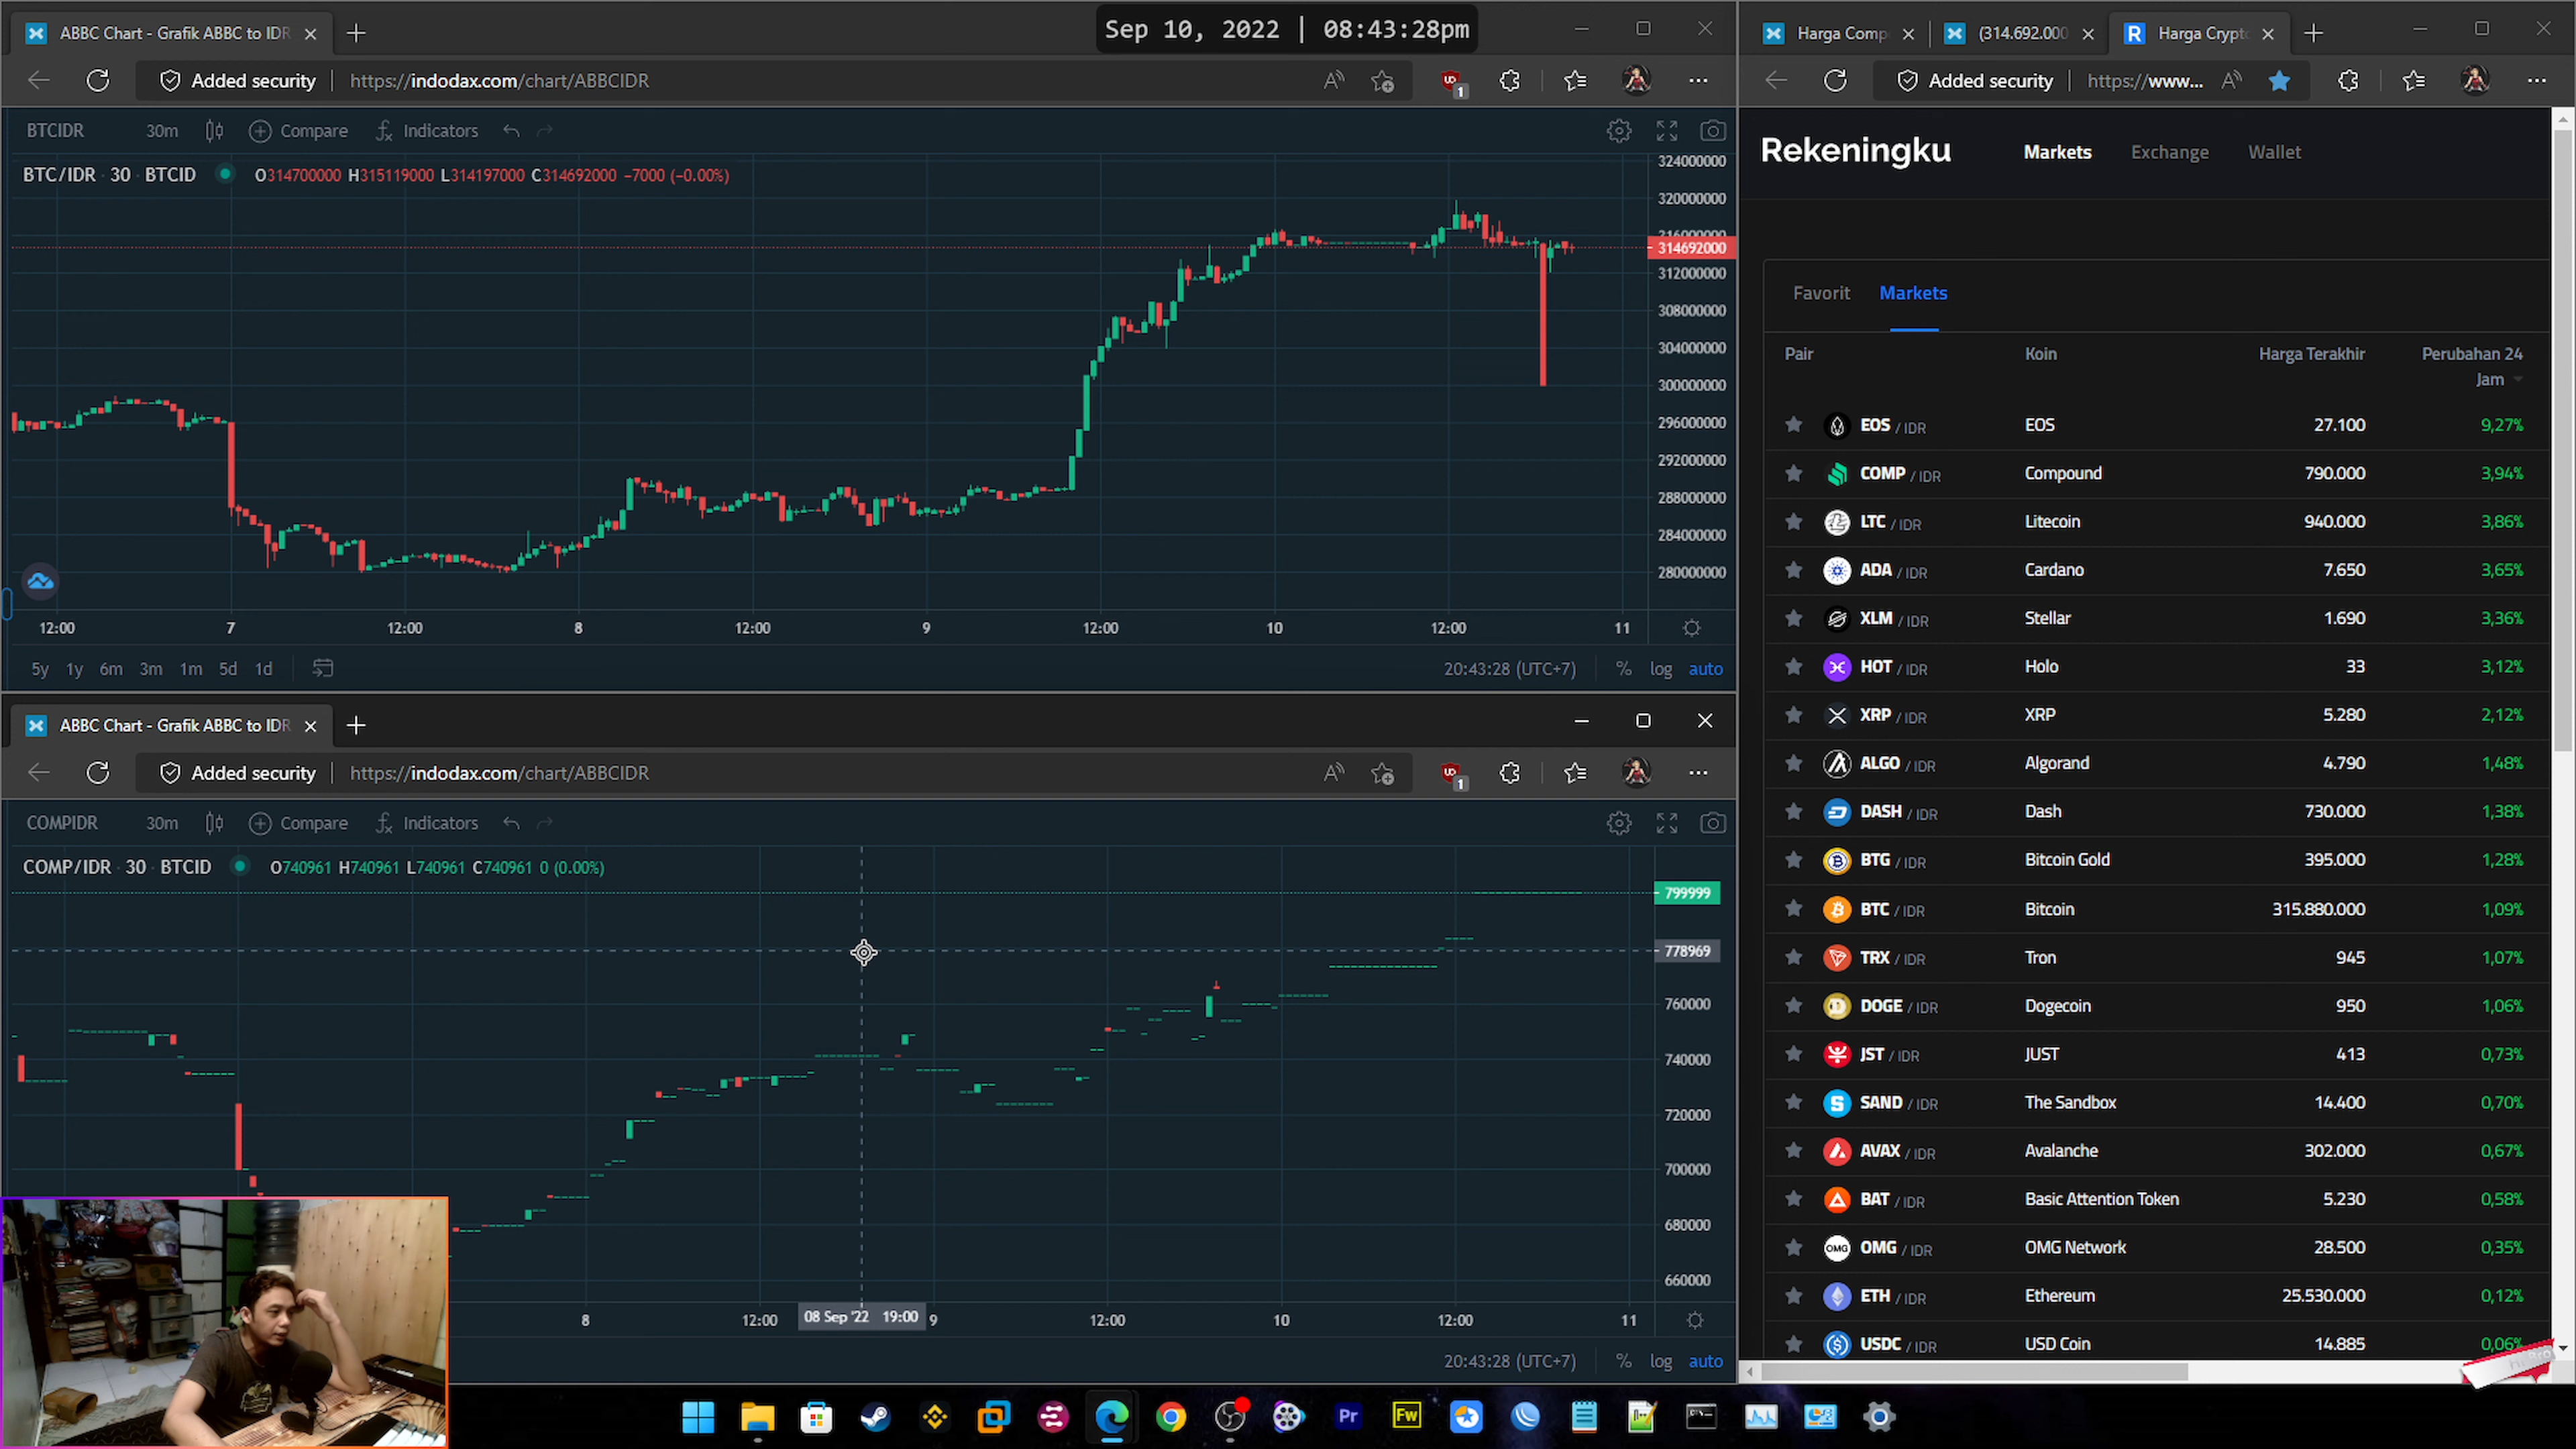 ABBC Chart - Grafik ABBC to IDR
Sep 10, 2022 | 08:43:28pm
Added security
https://indodax.com/chart/ABBCIDR
1
BTCIDR 30m Compare Indicators
BTC/IDR · 30 BTCID O314700000 H315119000 L314197000 C314692000 −7000 (−0.00%)
324000000
320000000
316000000
314692000
312000000
308000000
304000000
300000000
296000000
292000000
288000000
284000000
280000000
12:00 7 12:00 8 12:00 9 12:00 10 12:00 11
5y 1y 6m 3m 1m 5d 1d 20:43:28 (UTC+7) % log auto
ABBC Chart - Grafik ABBC to IDR
Added security
https://indodax.com/chart/ABBCIDR
1
COMPIDR 30m Compare Indicators
COMP/IDR · 30 BTCID O740961 H740961 L740961 C740961 0 (0.00%)
799999
778969
760000
740000
720000
700000
680000
660000
8 12:00 08 Sep '22 19:00 9 12:00 10 12:00 11
20:43:28 (UTC+7) % log auto
Harga Comp (314.692.000 Harga Crypto
Added security https://www...
Rekeningku Markets Exchange Wallet
Favorit Markets
Pair Koin Harga Terakhir Perubahan 24 Jam
EOS / IDR EOS 27.100 9,27%
COMP / IDR Compound 790.000 3,94%
LTC / IDR Litecoin 940.000 3,86%
ADA / IDR Cardano 7.650 3,65%
XLM / IDR Stellar 1.690 3,36%
HOT / IDR Holo 33 3,12%
XRP / IDR XRP 5.280 2,12%
ALGO / IDR Algorand 4.790 1,48%
DASH / IDR Dash 730.000 1,38%
BTG / IDR Bitcoin Gold 395.000 1,28%
BTC / IDR Bitcoin 315.880.000 1,09%
TRX / IDR Tron 945 1,07%
DOGE / IDR Dogecoin 950 1,06%
JST / IDR JUST 413 0,73%
SAND / IDR The Sandbox 14.400 0,70%
AVAX / IDR Avalanche 302.000 0,67%
BAT / IDR Basic Attention Token 5.230 0,58%
OMG OMG / IDR OMG Network 28.500 0,35%
ETH / IDR Ethereum 25.530.000 0,12%
USDC / IDR USD Coin 14.885 0,06%
Pr Fw